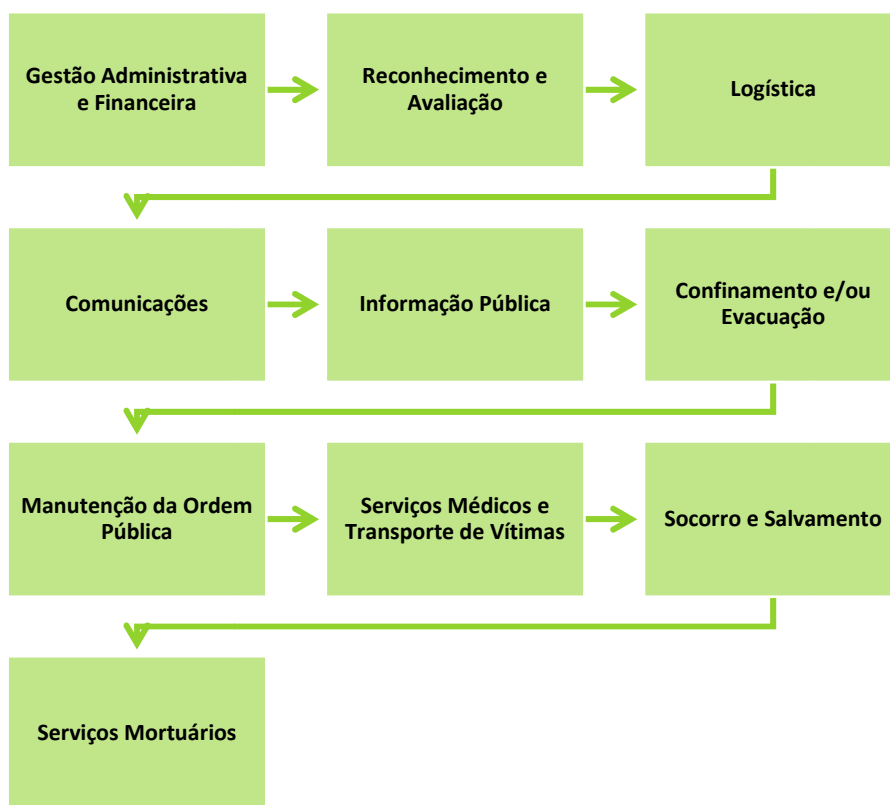 Gestão Administrativa
e Financeira
Reconhecimento e
Avaliação
Logística
Comunicações
Informação Pública
Confinamento e/ou
Evacuação
Manutenção da Ordem
Pública
Serviços Médicos e
Transporte de Vítimas
Socorro e Salvamento
Serviços Mortuários